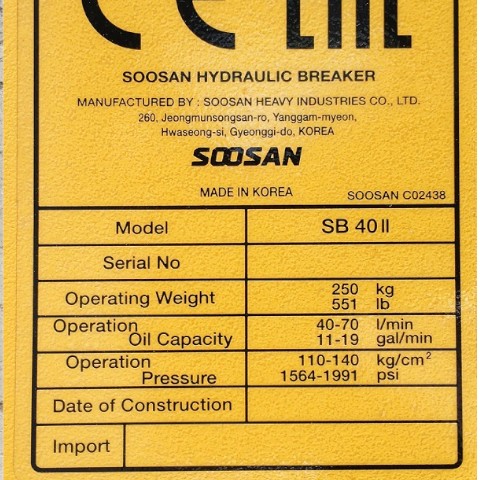 CE EAC
SOOSAN HYDRAULIC BREAKER
MANUFACTURED BY : SOOSAN HEAVY INDUSTRIES CO., LTD.
260, Jeongmunsongsan-ro, Yanggam-myeon,
Hwaseong-si, Gyeonggi-do, KOREA
SOOSAN
MADE IN KOREA
SOOSAN C02438
Model SB 40 II
Serial No
Operating Weight 250 kg
551 lb
Operation 40-70 l/min
Oil Capacity 11-19 gal/min
Operation 110-140 kg/cm²
Pressure 1564-1991 psi
Date of Construction
Import